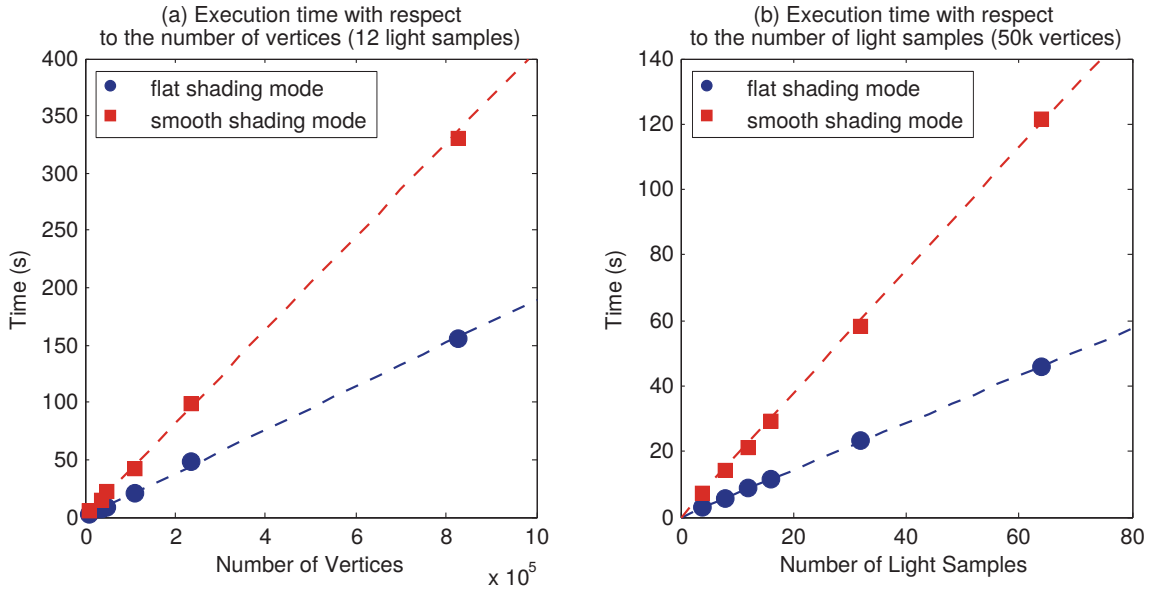 (a) Execution time with respect
to the number of vertices (12 light samples)
400
350
300
250
200
150
100
50
0
Time (s)
flat shading mode
smooth shading mode
0
2
4
6
8
10
x 10^5
Number of Vertices
(b) Execution time with respect
to the number of light samples (50k vertices)
140
120
100
80
60
40
20
0
Time (s)
flat shading mode
smooth shading mode
0
20
40
60
80
Number of Light Samples